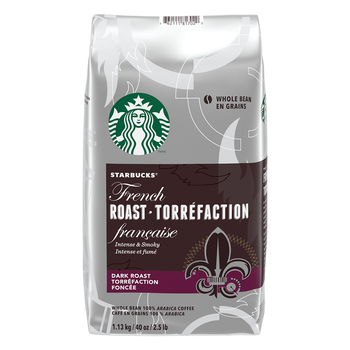 WHOLE BEAN
EN GRAINS
STARBUCKS®
French
ROAST · TORRÉFACTION
française
Intense & Smoky
Intense et fumé
DARK ROAST
TORRÉFACTION
FONCÉE
WHOLE BEAN 100% ARABICA COFFEE
CAFÉ EN GRAINS 100 % ARABICA
1.13 kg / 40 oz / 2.5 lb